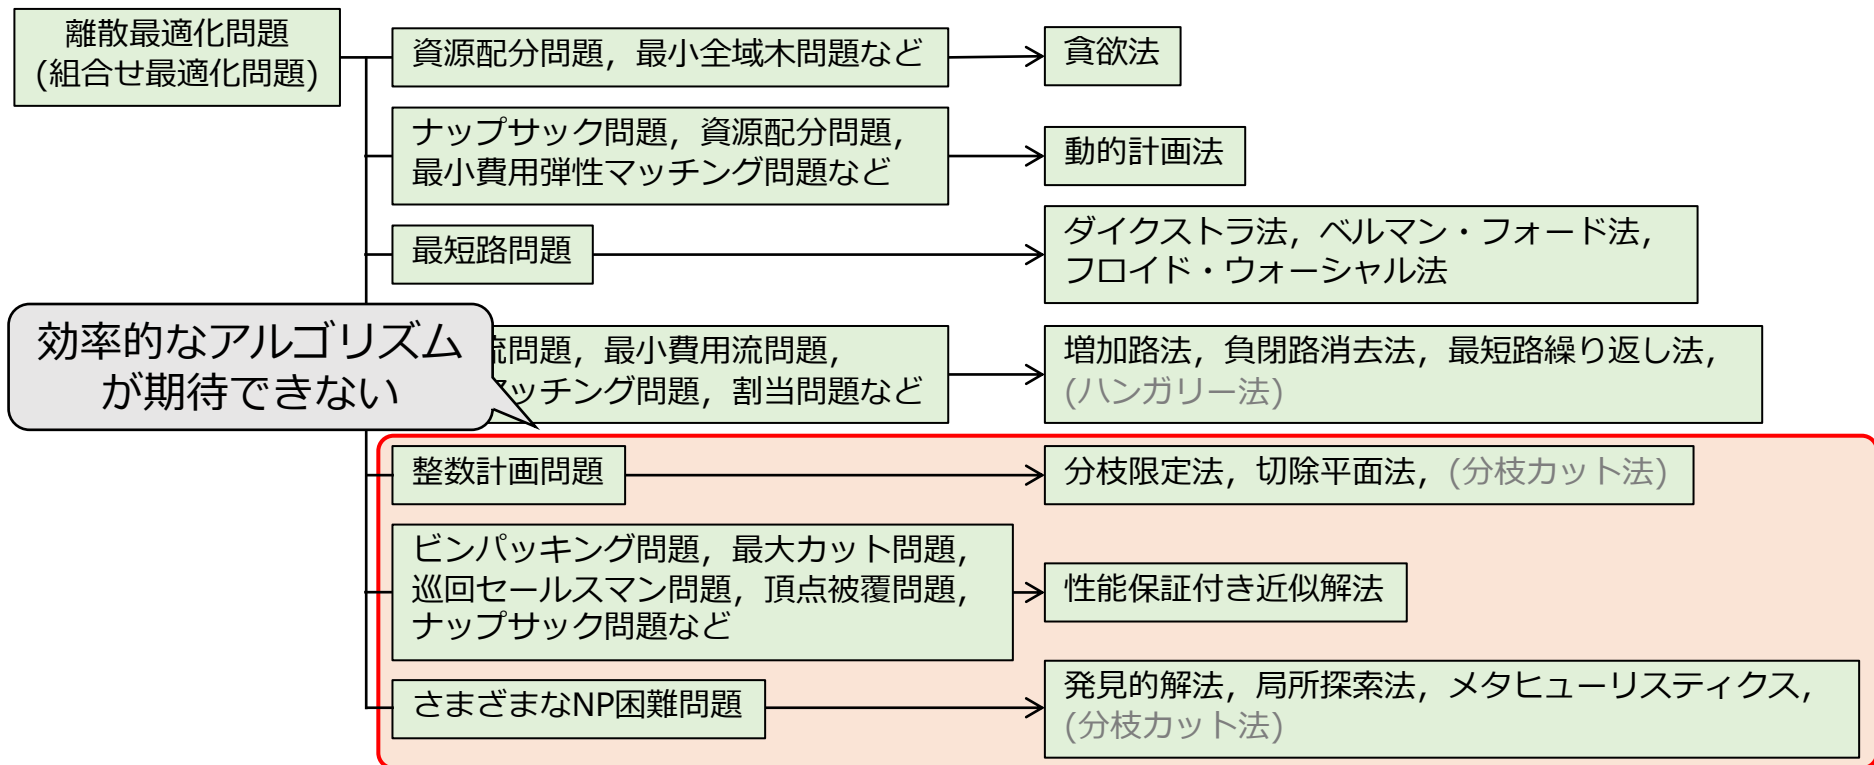 離散最適化問題
(組合せ最適化問題)
資源配分問題，最小全域木問題など
貪欲法
ナップサック問題，資源配分問題，
最小費用弾性マッチング問題など
動的計画法
最短路問題
ダイクストラ法，ベルマン・フォード法，
フロイド・ウォーシャル法
効率的なアルゴリズム
が期待できない
流問題，最小費用流問題，
マッチング問題，割当問題など
増加路法，負閉路消去法，最短路繰り返し法，
(ハンガリー法)
整数計画問題
分枝限定法，切除平面法，(分枝カット法)
ビンパッキング問題，最大カット問題，
巡回セールスマン問題，頂点被覆問題，
ナップサック問題など
性能保証付き近似解法
さまざまなNP困難問題
発見的解法，局所探索法，メタヒューリスティクス，
(分枝カット法)